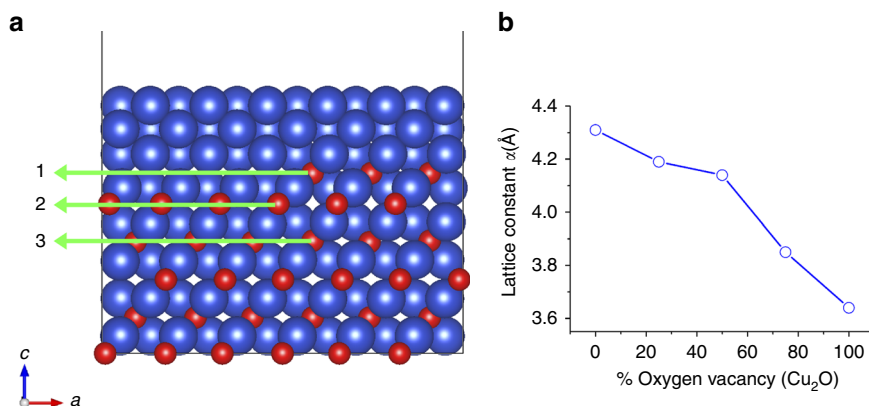 a
1
2
3
c
a
b
Lattice constant α(Å)
4.4
4.2
4.0
3.8
3.6
0 20 40 60 80 100
% Oxygen vacancy (Cu₂O)